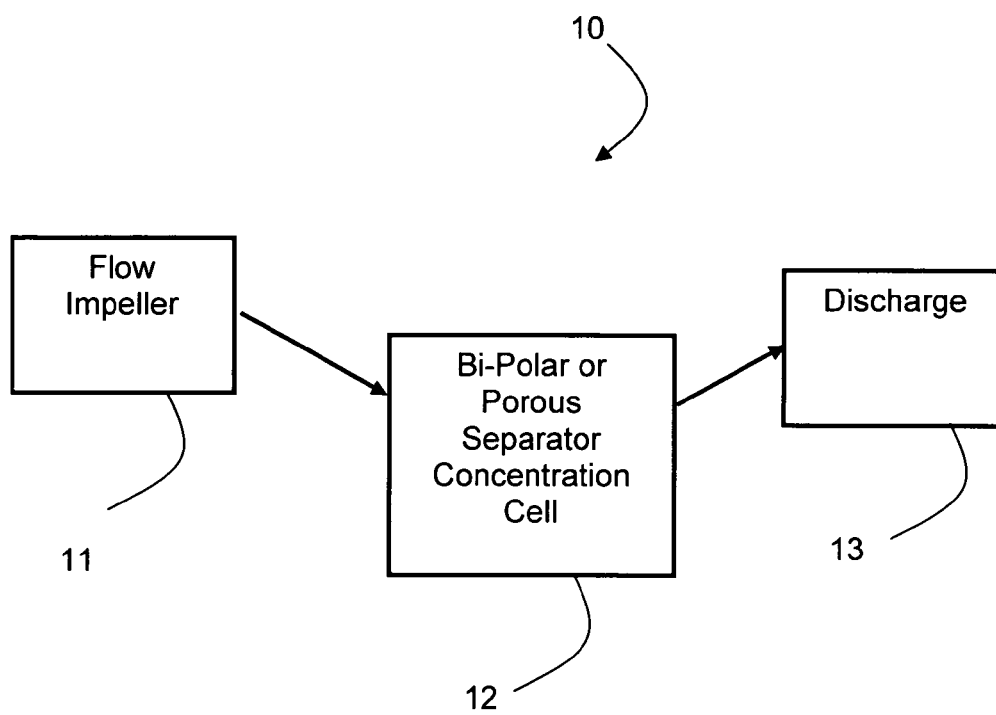 10
Flow
Impeller
Discharge
Bi-Polar or
Porous
Separator
Concentration
Cell
11
13
12